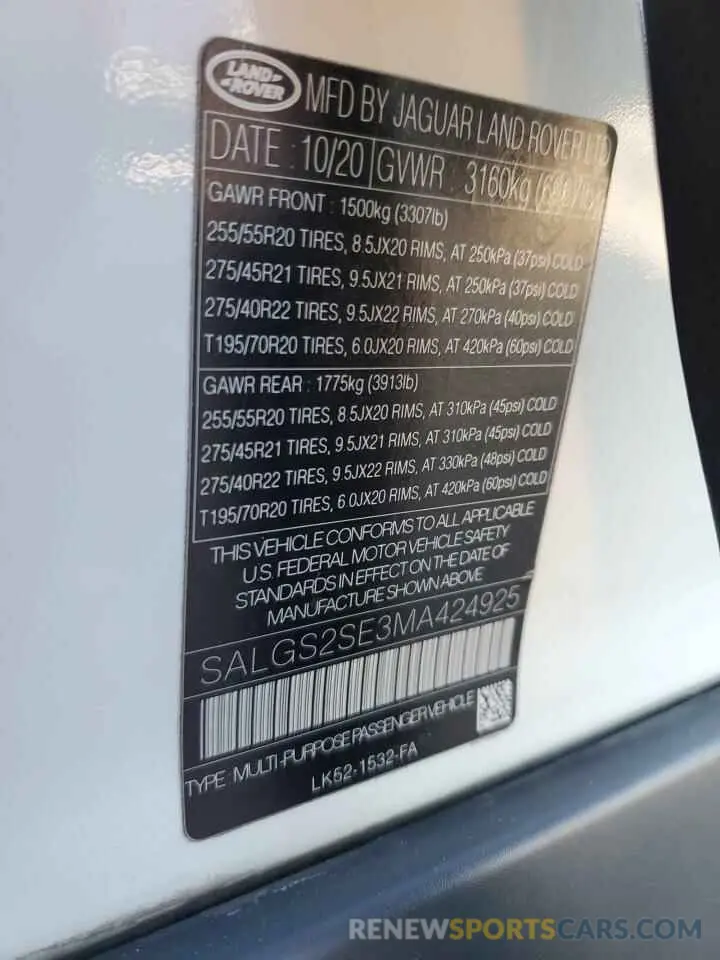 LAND ROVER
MFD BY JAGUAR LAND ROVER LTD
DATE : 10/20 GVWR : 3160kg
GAWR FRONT : 1500kg (3307lb)
255/55R20 TIRES, 8.5JX20 RIMS, AT 250kPa (37psi) COLD
275/45R21 TIRES, 9.5JX21 RIMS, AT 250kPa (37psi) COLD
275/40R22 TIRES, 9.5JX22 RIMS, AT 270kPa (40psi) COLD
T195/70R20 TIRES, 6.0JX20 RIMS, AT 420kPa (60psi) COLD
GAWR REAR : 1775kg (3913lb)
255/55R20 TIRES, 8.5JX20 RIMS, AT 310kPa (45psi) COLD
275/45R21 TIRES, 9.5JX21 RIMS, AT 310kPa (45psi) COLD
275/40R22 TIRES, 9.5JX22 RIMS, AT 330kPa (48psi) COLD
T195/70R20 TIRES, 6.0JX20 RIMS, AT 420kPa (60psi) COLD
THIS VEHICLE CONFORMS TO ALL APPLICABLE
U.S. FEDERAL MOTOR VEHICLE SAFETY
STANDARDS IN EFFECT ON THE DATE OF
MANUFACTURE SHOWN ABOVE
SALGS2SE3MA424925
TYPE : MULTI-PURPOSE PASSENGER VEHICLE
LK52-1532-FA
RENEWSPORTSCARS.COM